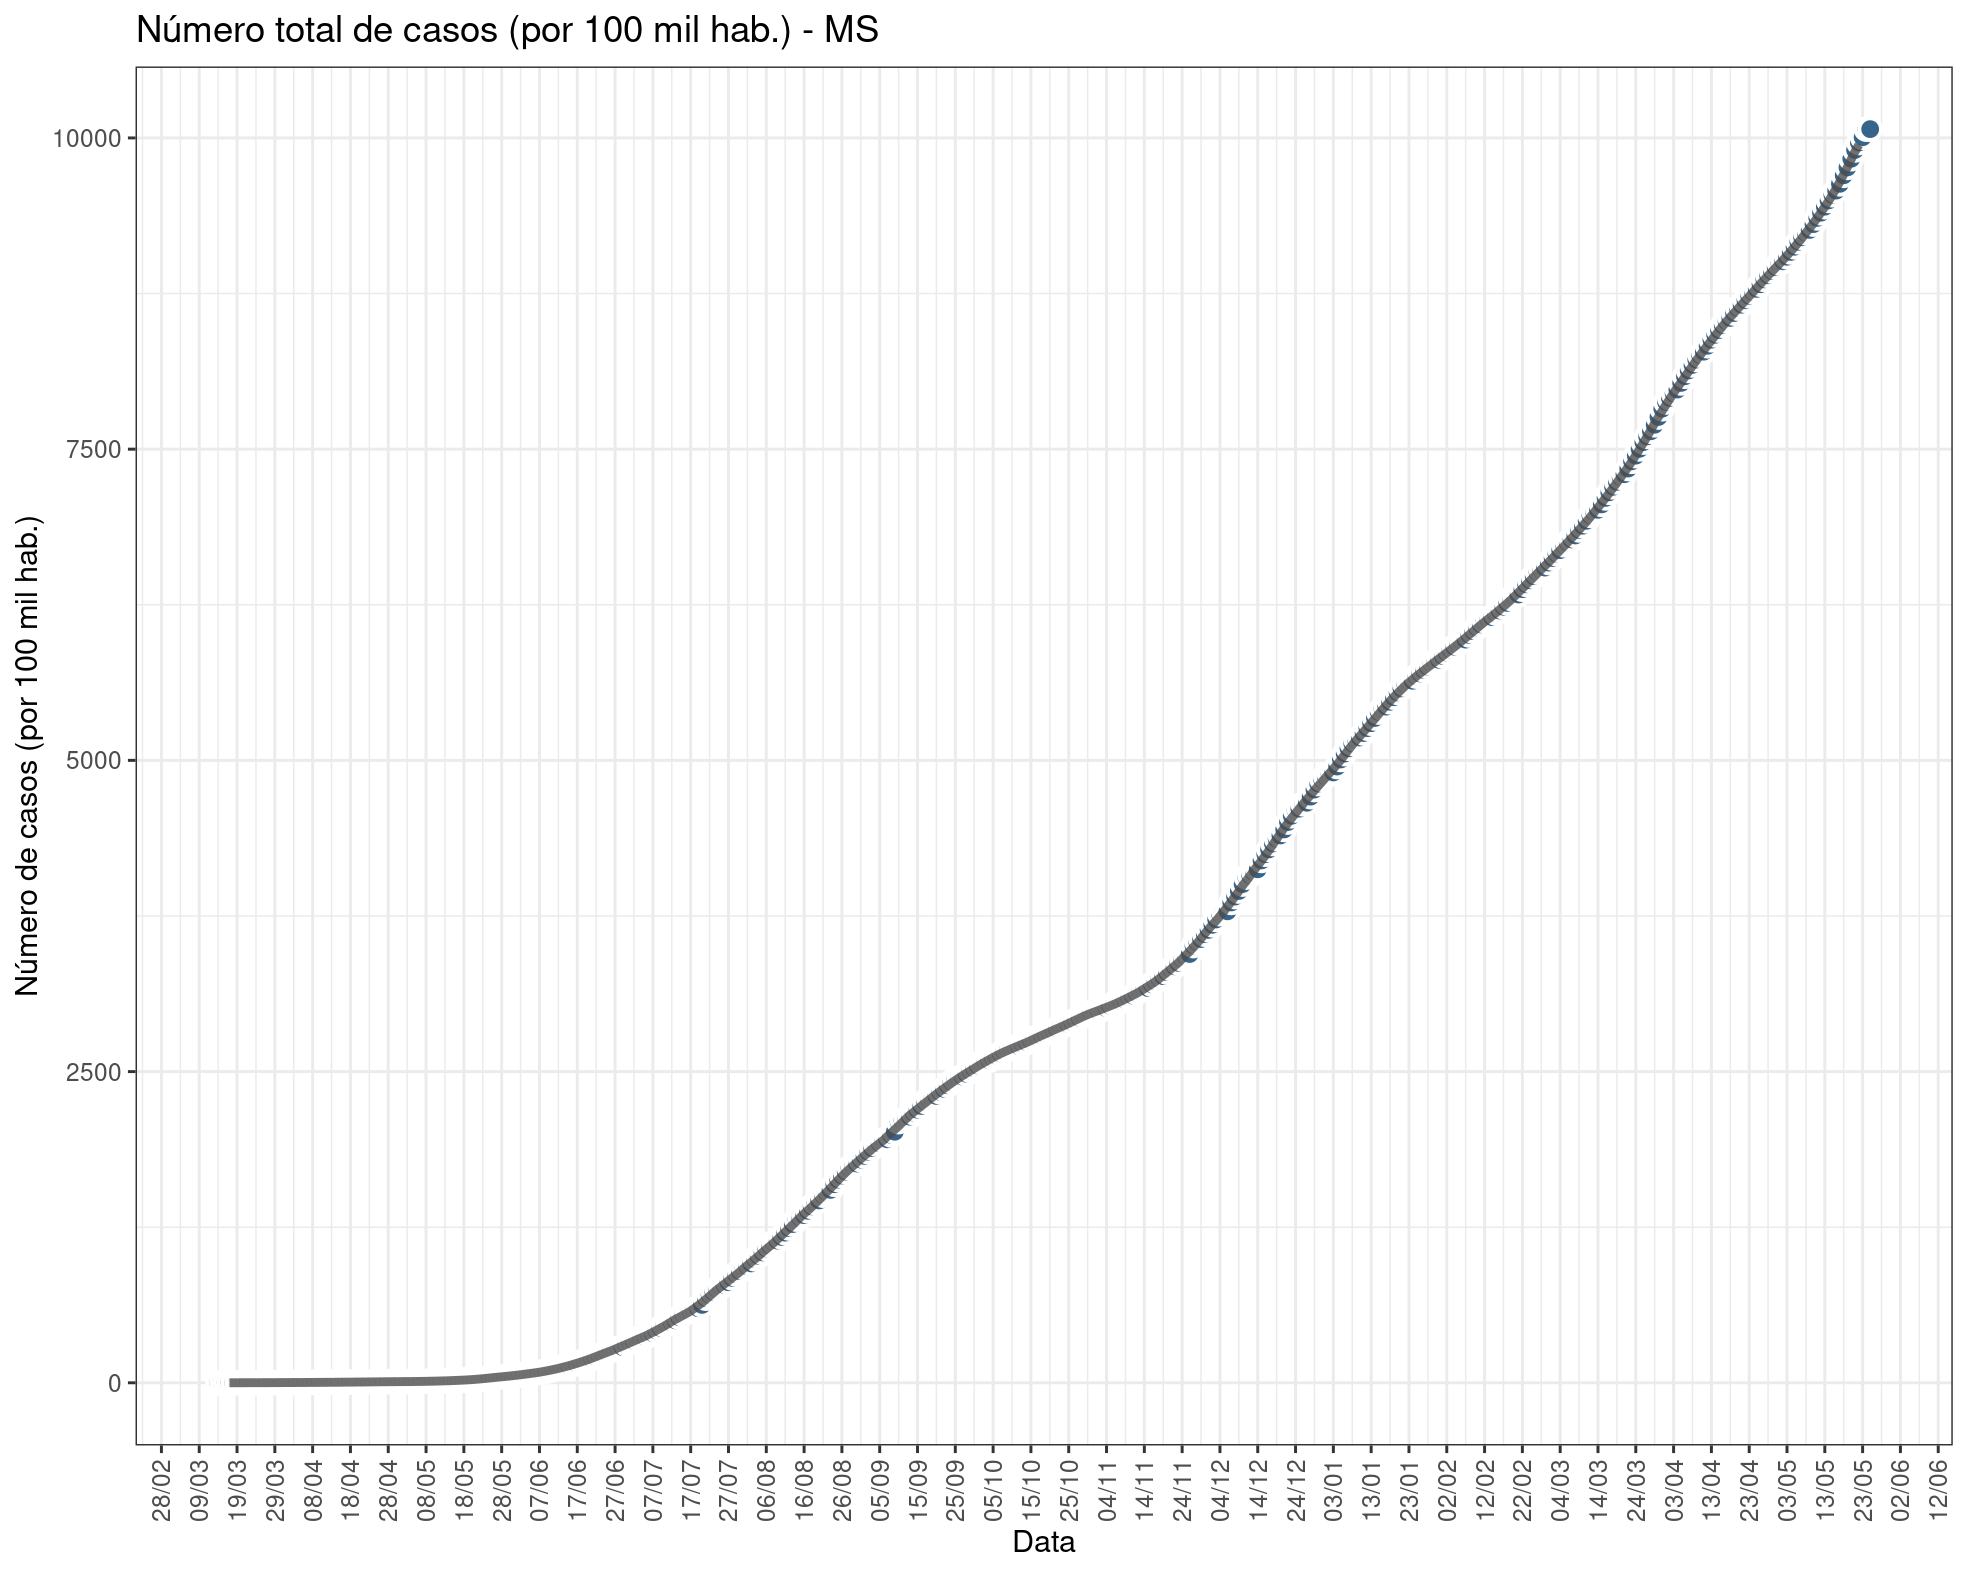 Número total de casos (por 100 mil hab.) - MS
Número de casos (por 100 mil hab.)
10000
7500
5000
2500
0
28/02 09/03 19/03 29/03 08/04 18/04 28/04 08/05 18/05 28/05 07/06 17/06 27/06 07/07 17/07 27/07 06/08 16/08 26/08 05/09 15/09 25/09 05/10 15/10 25/10 04/11 14/11 24/11 04/12 14/12 24/12 03/01 13/01 23/01 02/02 12/02 22/02 04/03 14/03 24/03 03/04 13/04 23/04 03/05 13/05 23/05 02/06 12/06
Data